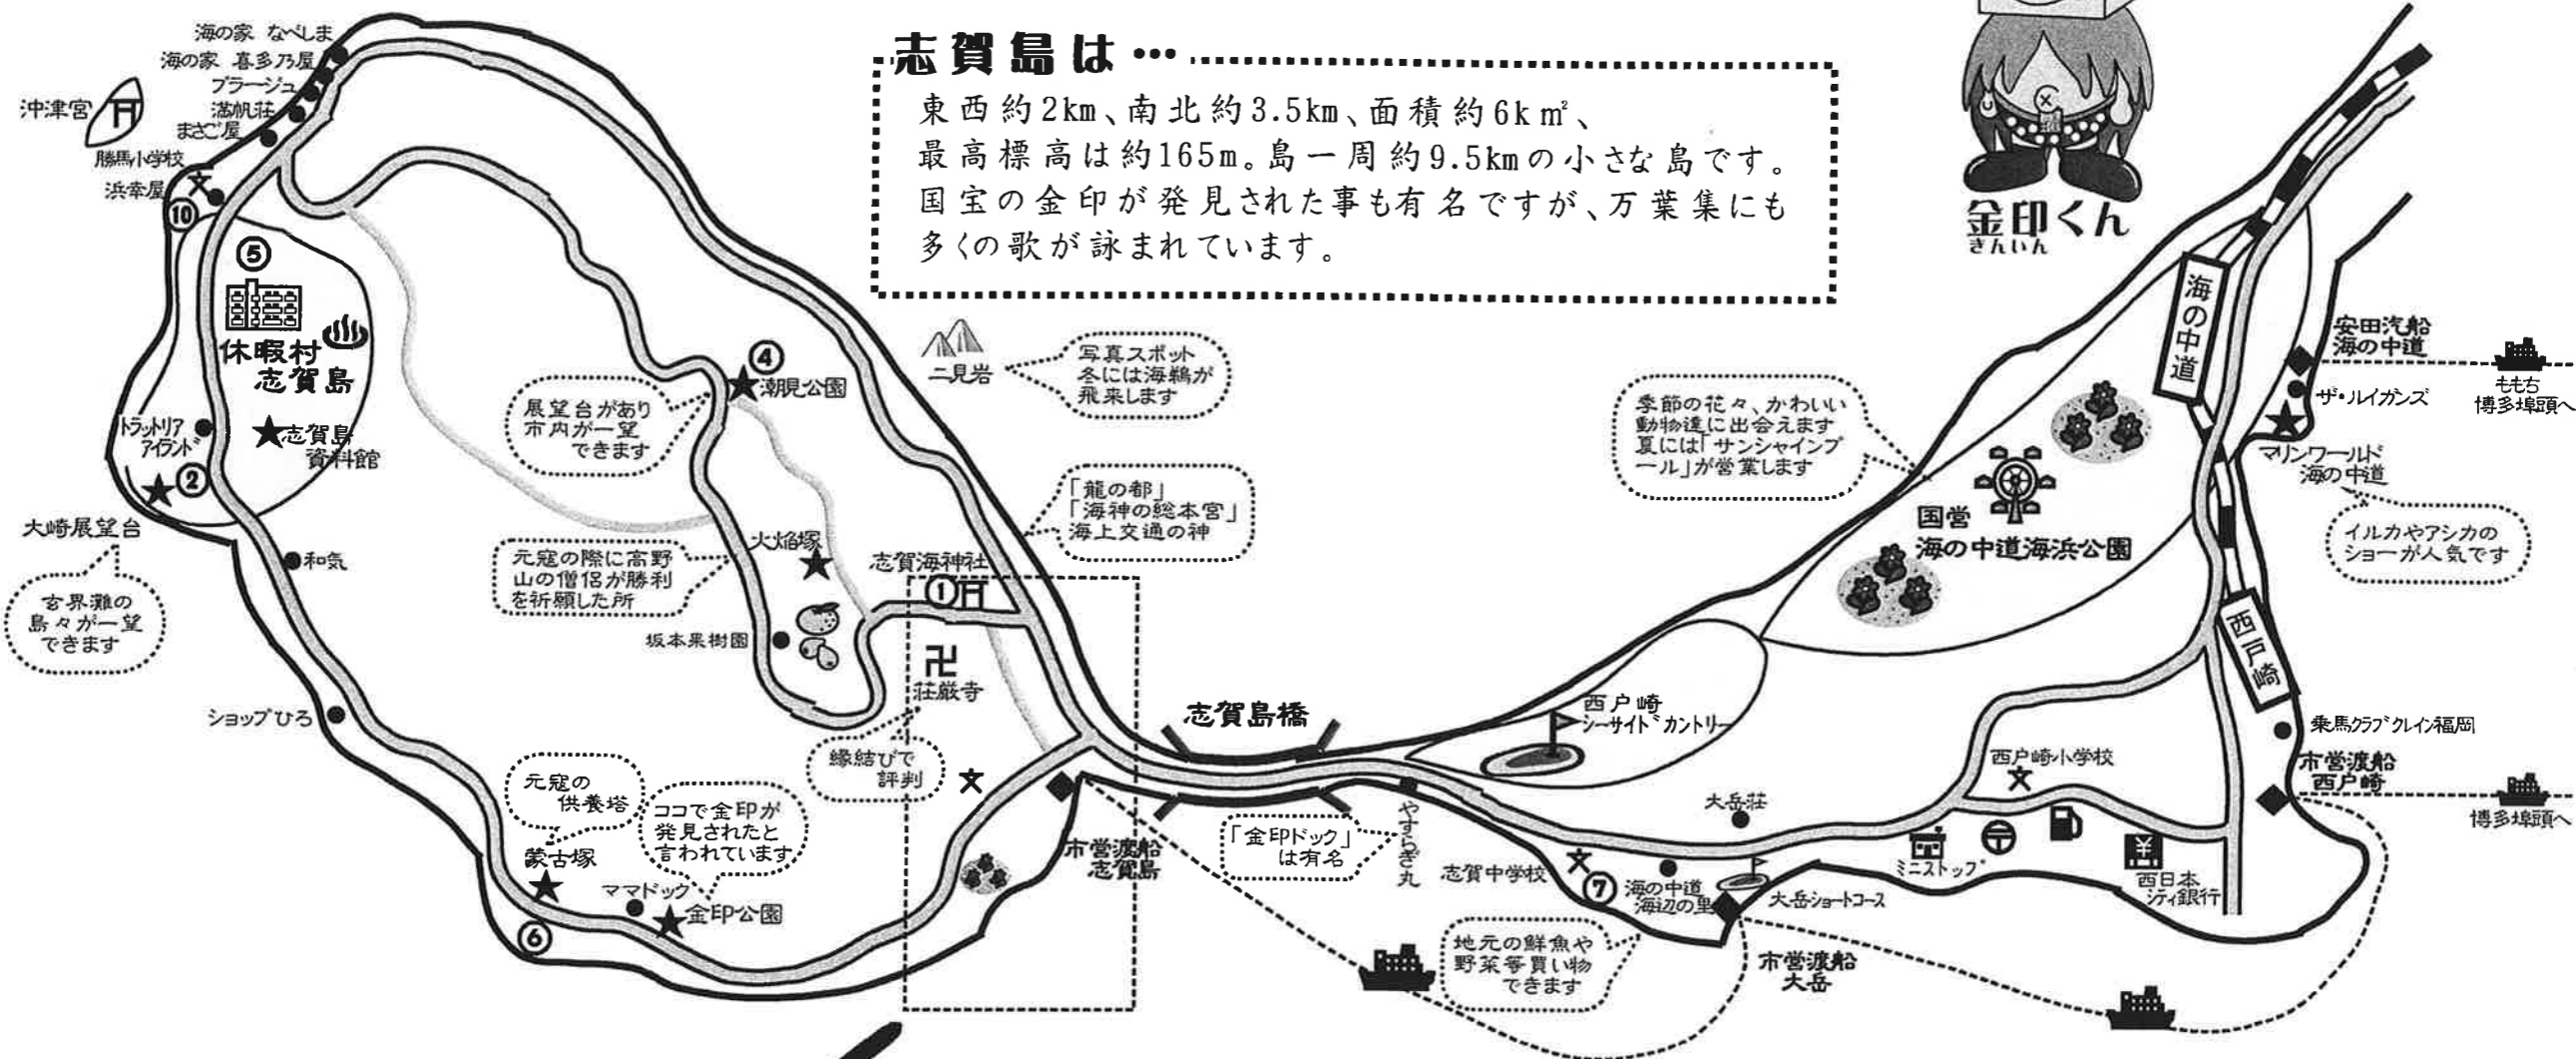 志賀島は…
東西約2km、南北約3.5km、面積約6k㎡、
最高標高は約165m。島一周約9.5kmの小さな島です。
国宝の金印が発見された事も有名ですが、万葉集にも
多くの歌が詠まれています。
金印くん
きんいん
海の家 なべしま
海の家 喜多乃屋
プラージュ
満帆荘
まさご屋
沖津宮
勝馬小学校
浜幸屋
⑩
⑤
休暇村
志賀島
トラットリア
アイランド
志賀島
資料館
②
大崎展望台
玄界灘の
島々が一望
できます
和気
ショップひろ
④
潮見公園
展望台があり
市内が一望
できます
二見岩
写真スポット
冬には海鵜が
飛来します
「龍の都」
「海神の総本宮」
海上交通の神
火焔塚
元寇の際に高野
山の僧侶が勝利
を祈願した所
志賀海神社
①
坂本果樹園
荘厳寺
縁結びで
評判
元寇の
供養塔
蒙古塚
ココで金印が
発見されたと
言われています
ママドック
金印公園
⑥
市営渡船
志賀島
志賀島橋
「金印ドック」
は有名
やすらぎ丸
西戸崎
シーサイドカントリー
大岳荘
志賀中学校
⑦
海の中道
海辺の里
大岳ショートコース
地元の鮮魚や
野菜等買い物
できます
市営渡船
大岳
季節の花々、かわいい
動物達に出会えます
夏には「サンシャインプ
ール」が営業します
国営
海の中道海浜公園
海の中道
安田汽船
海の中道
ももち
博多埠頭へ
ザ・ルイガンズ
マリンワールド
海の中道
イルカやアシカの
ショーが人気です
西戸崎
乗馬クラブクレイン福岡
市営渡船
西戸崎
博多埠頭へ
西戸崎小学校
ミニストップ
西日本
シティ銀行